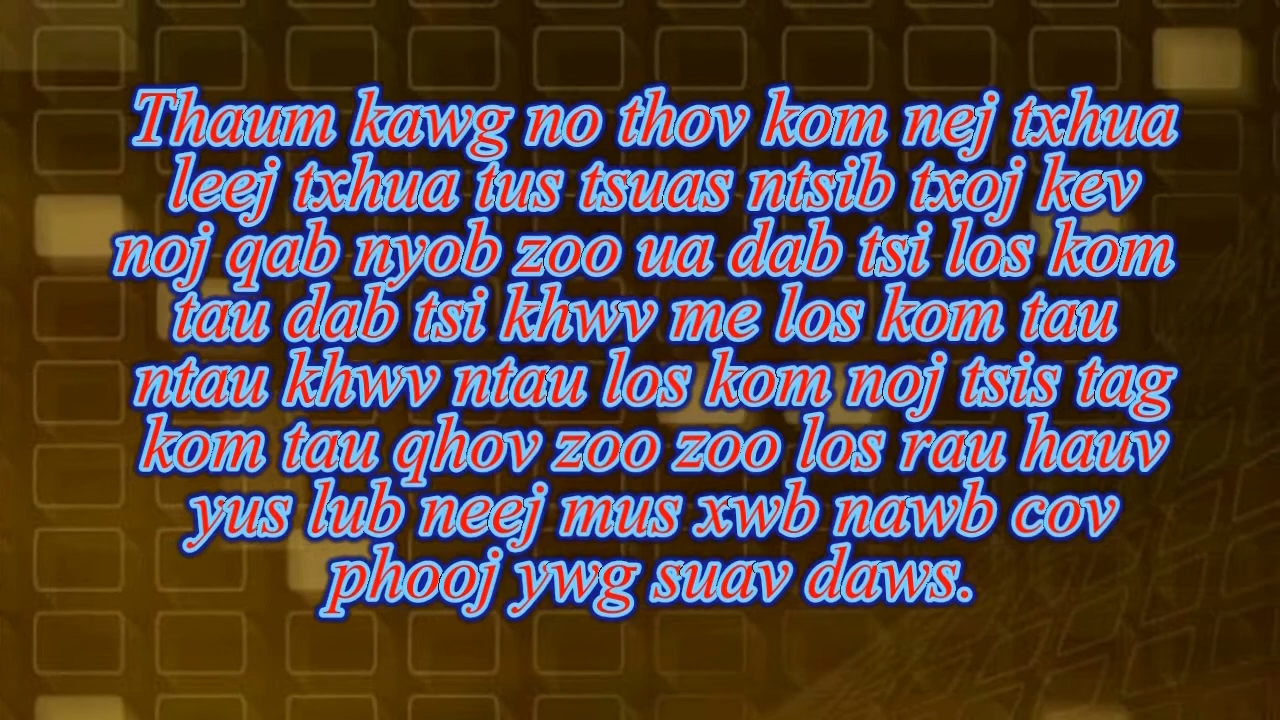 Thaum kawg no thov kom nej txhua
leej txhua tus tsuas ntsib txoj kev
noj qab nyob zoo ua dab tsi los kom
tau dab tsi khwv me los kom tau
ntau khwv ntau los kom noj tsis tag
kom tau qhov zoo zoo los rau hauv
yus lub neej mus xwb nawb cov
phooj ywg suav daws.